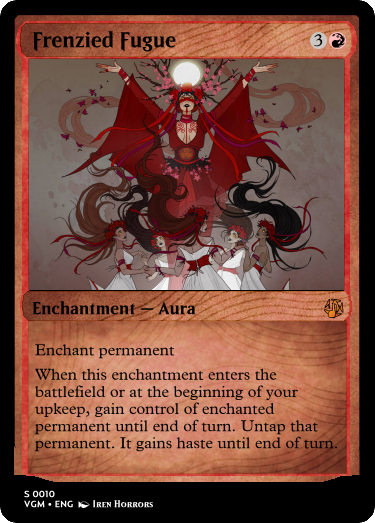 Frenzied Fugue 3
Enchantment — Aura
Enchant permanent
When this enchantment enters the
battlefield or at the beginning of your
upkeep, gain control of enchanted
permanent until end of turn. Untap that
permanent. It gains haste until end of turn.
S 0010
VGM • ENG Iren Horrors